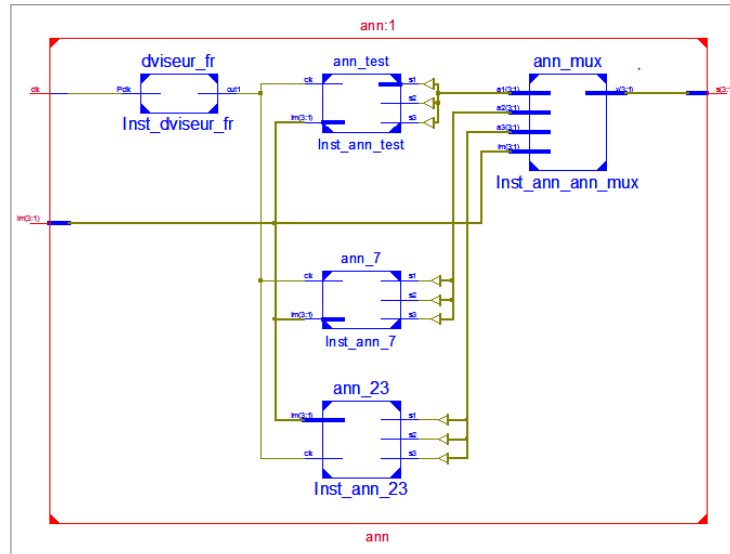 ann:1
dviseur_fr
ann_test
ann_mux
clk
Pclk
out1
clk
s1
s2
s3
lm(3:1)
a1(3:1)
a2(3:1)
a3(3:1)
lm(3:1)
s(3:1)
Inst_dviseur_fr
Inst_ann_test
Inst_ann_ann_mux
lm(3:1)
ann_7
clk
s1
s2
s3
lm(3:1)
Inst_ann_7
ann_23
lm(3:1)
s1
s2
s3
clk
Inst_ann_23
ann